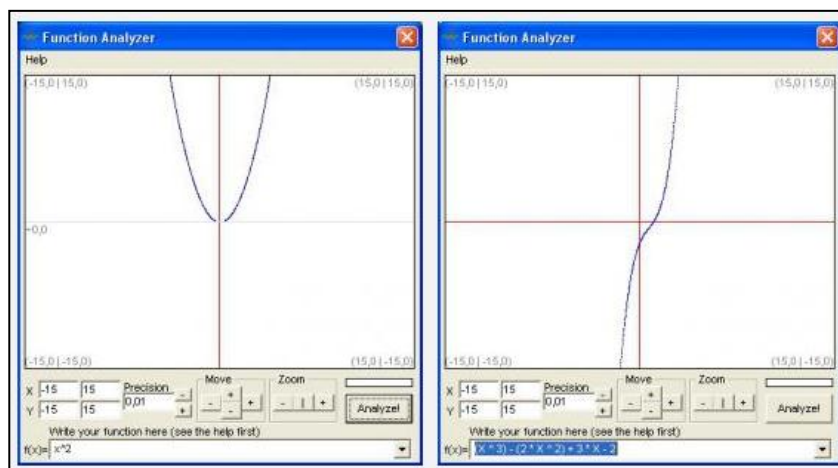 Function Analyzer
Help
(-15,0 | 15,0) (15,0 | 15,0)
+0,0
(-15,0 | -15,0) (15,0 | -15,0)
X -15 15 Precision Move Zoom
Y -15 15 0,01 - + - + - + - | +
Analyze!
Write your function here (see the help first)
f(x)= x^2
Function Analyzer
Help
(-15,0 | 15,0) (15,0 | 15,0)
(-15,0 | -15,0) (15,0 | -15,0)
X -15 15 Precision Move Zoom
Y -15 15 0,01 - + - + - + - | +
Analyze!
Write your function here (see the help first)
f(x)= (X ^ 3) - (2 * X ^ 2) + 3 * X - 2